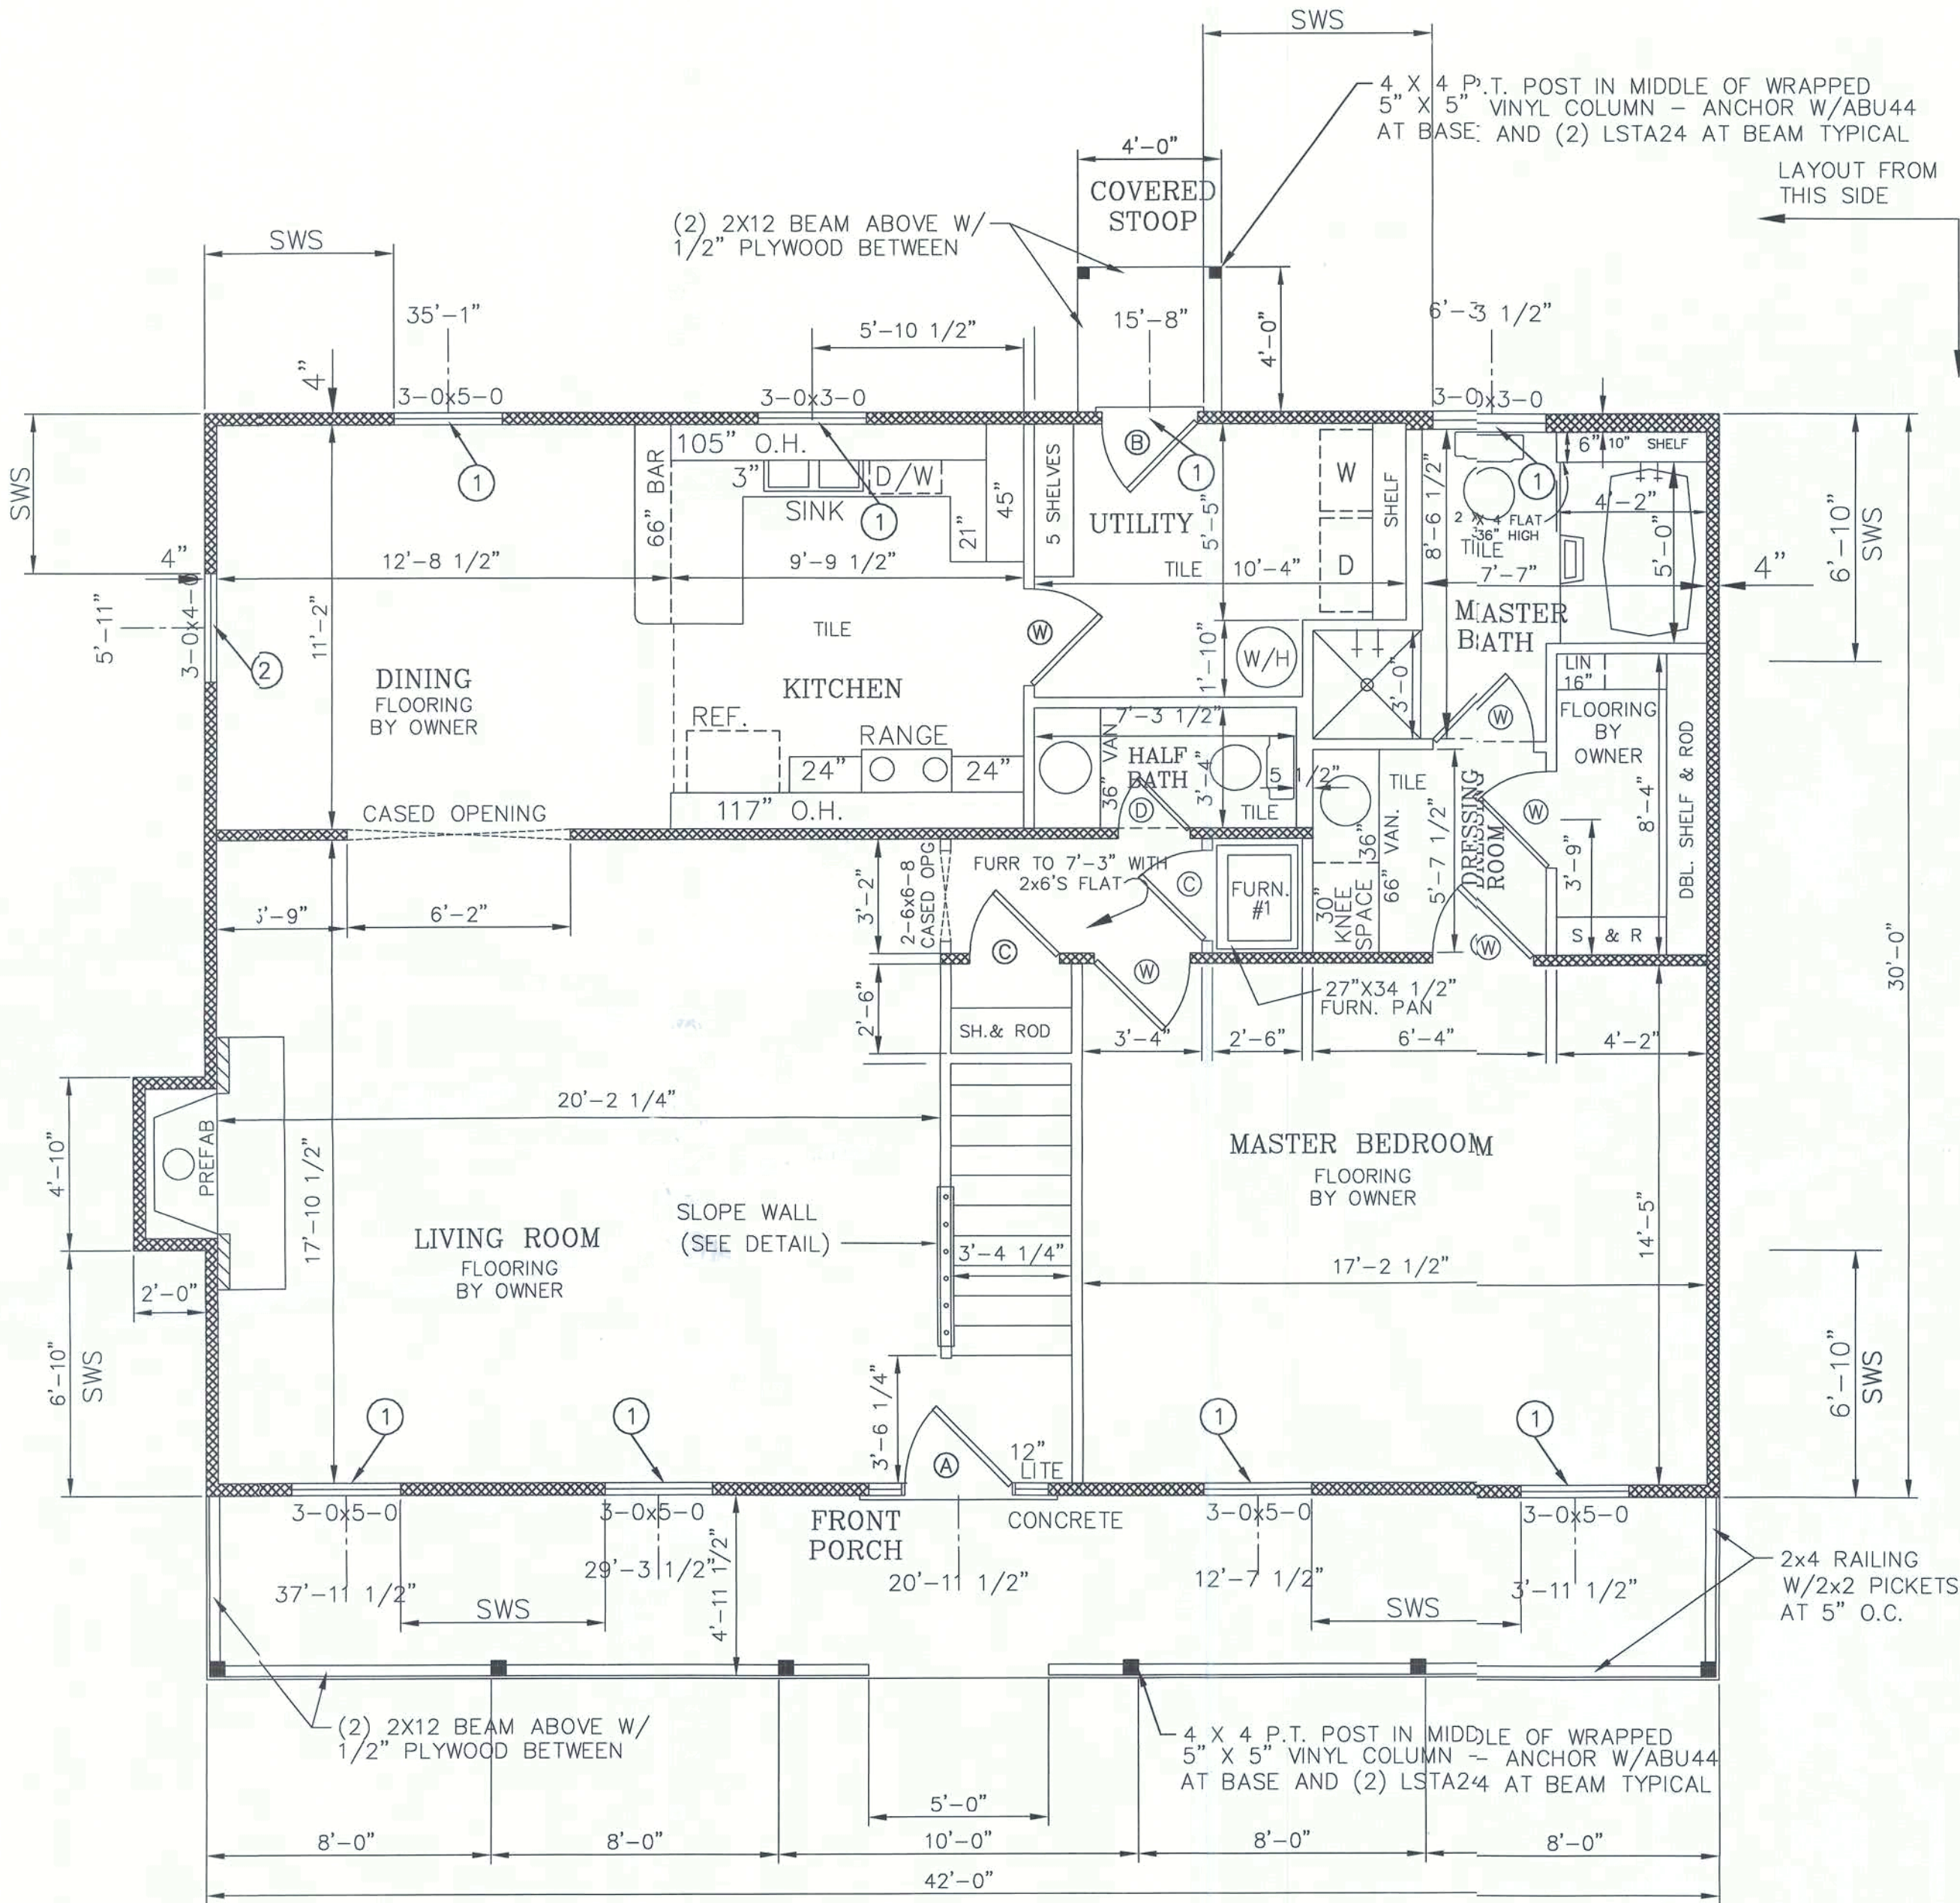 SWS
4 X 4 P.T. POST IN MIDDLE OF WRAPPED
5" X 5" VINYL COLUMN – ANCHOR W/ABU44
AT BASE AND (2) LSTA24 AT BEAM TYPICAL
LAYOUT FROM
THIS SIDE
4'-0"
COVERED
STOOP
(2) 2X12 BEAM ABOVE W/
1/2" PLYWOOD BETWEEN
SWS
35'-1"
5'-10 1/2"
15'-8"
4'-0"
6'-3 1/2"
4"
3-0x5-0
3-0x3-0
3-0x3-0
SWS
105" O.H.
3"
D/W
SINK
66" BAR
45"
21"
5 SHELVES
B
1
1
1
1
UTILITY
5'-5"
W
D
SHELF
8'-6 1/2"
6"
10" SHELF
4'-2"
2 X 4 FLAT
36" HIGH
TILE
5'-0"
6'-10"
SWS
4"
12'-8 1/2"
9'-9 1/2"
TILE 10'-4"
7'-7"
4"
5'-11"
3-0x4-0
2
11'-2"
TILE
W
MASTER
BATH
DINING
FLOORING
BY OWNER
KITCHEN
1'-10"
W/H
3'-0"
LIN
16"
FLOORING
BY
OWNER
W
REF.
RANGE
24"
24"
117" O.H.
7'-3 1/2"
36" VAN
HALF
BATH
3'-4"
5 1/2"
D
TILE
TILE
DRESSING
ROOM
W
8'-4"
DBL. SHELF & ROD
CASED OPENING
36"
66" VAN.
5'-7 1/2"
3'-9"
3'-2"
2-6x6-8
CASED OPG
FURR TO 7'-3" WITH
2x6'S FLAT
C
FURN.
#1
30"
KNEE
SPACE
S & R
W
30'-0"
6'-2"
C
W
2'-6"
27"X34 1/2"
FURN. PAN
SH.& ROD
3'-4"
2'-6"
6'-4"
4'-2"
20'-2 1/4"
4'-10"
PREFAB
17'-10 1/2"
MASTER BEDROOM
FLOORING
BY OWNER
LIVING ROOM
FLOORING
BY OWNER
SLOPE WALL
(SEE DETAIL)
3'-4 1/4"
14'-5"
17'-2 1/2"
2'-0"
6'-10"
SWS
6'-10"
SWS
3'-6 1/4"
1
1
1
1
A
12"
LITE
3-0x5-0
3-0x5-0
FRONT
PORCH
CONCRETE
3-0x5-0
3-0x5-0
37'-11 1/2"
29'-3 1/2"
4'-11 1/2"
20'-11 1/2"
12'-7 1/2"
3'-11 1/2"
SWS
SWS
2x4 RAILING
W/2x2 PICKETS
AT 5" O.C.
(2) 2X12 BEAM ABOVE W/
1/2" PLYWOOD BETWEEN
4 X 4 P.T. POST IN MIDDLE OF WRAPPED
5" X 5" VINYL COLUMN – ANCHOR W/ABU44
AT BASE AND (2) LSTA24 AT BEAM TYPICAL
5'-0"
8'-0"
8'-0"
10'-0"
8'-0"
8'-0"
42'-0"